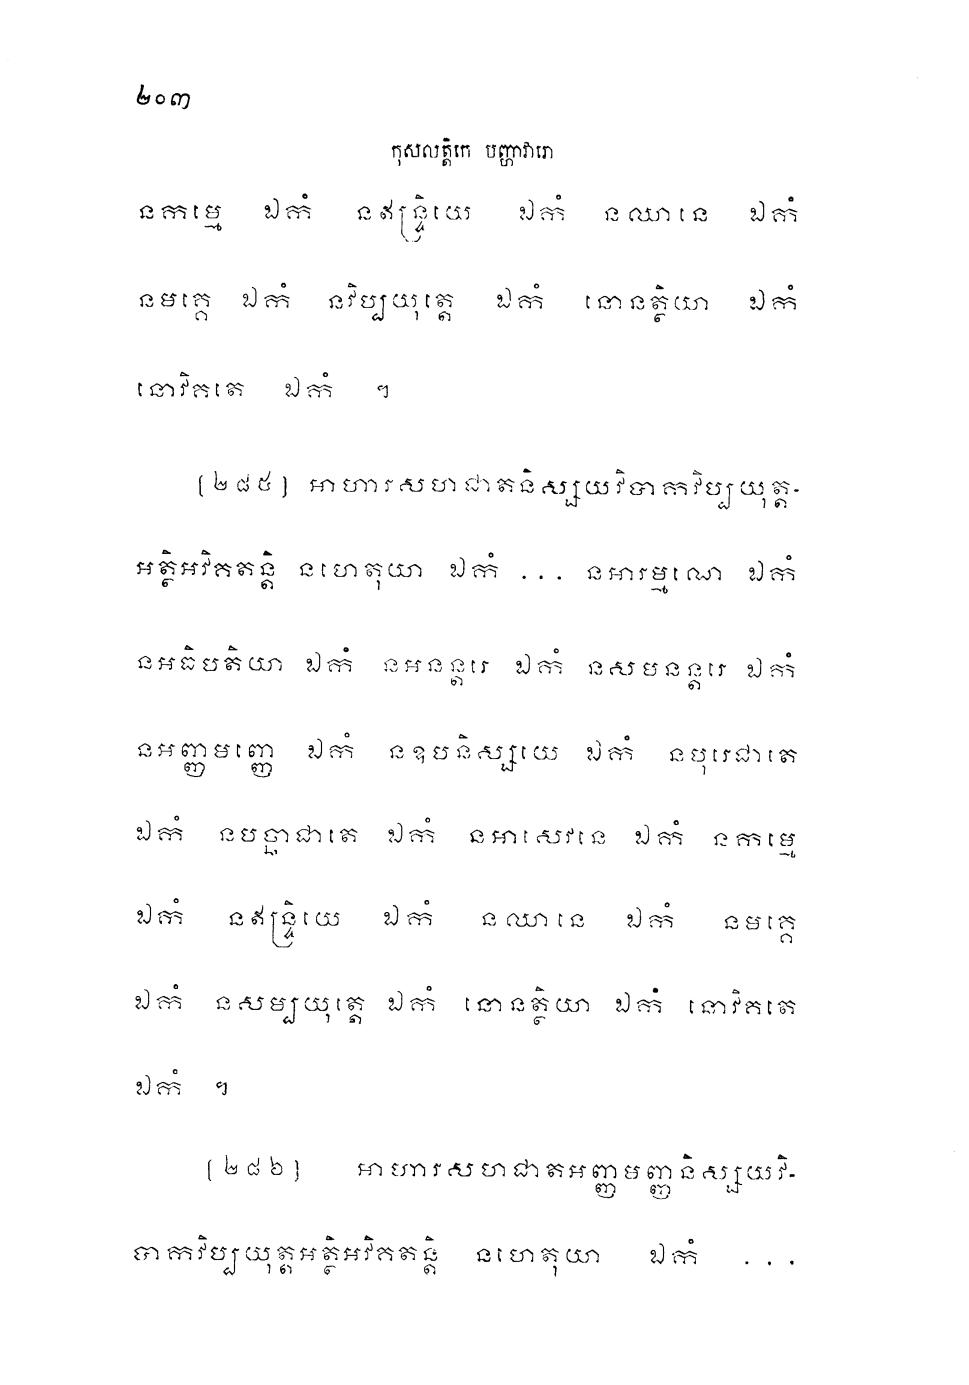 ២០៣
កុសលត្តិកេ បញ្ហាវារោ
នកម្មេ ឯកំ នឥន្ទ្រិយេ ឯកំ នឈានេ ឯកំ
នមគ្គេ ឯកំ នវិប្បយុត្តេ ឯកំ នោនត្ថិយា ឯកំ
នោវិគតេ ឯកំ ។
(២៨៥) អាហារសហជាតនិស្សយវិបាកវិប្បយុត្ត-
អត្ថិអវិគតន្តិ នហេតុយា ឯកំ ... នអារម្មណេ ឯកំ
នអធិបតិយា ឯកំ នអនន្តរេ ឯកំ នសមនន្តរេ ឯកំ
នអញ្ញមញ្ញេ ឯកំ នឧបនិស្សយេ ឯកំ នបុរេជាតេ
ឯកំ នបច្ឆាជាតេ ឯកំ នអាសេវនេ ឯកំ នកម្មេ
ឯកំ នឥន្ទ្រិយេ ឯកំ នឈានេ ឯកំ នមគ្គេ
ឯកំ នសម្បយុត្តេ ឯកំ នោនត្ថិយា ឯកំ នោវិគតេ
ឯកំ ។
(២៨៦) អាហារសហជាតអញ្ញមញ្ញនិស្សយវិ-
បាកវិប្បយុត្តអត្ថិអវិគតន្តិ នហេតុយា ឯកំ ...